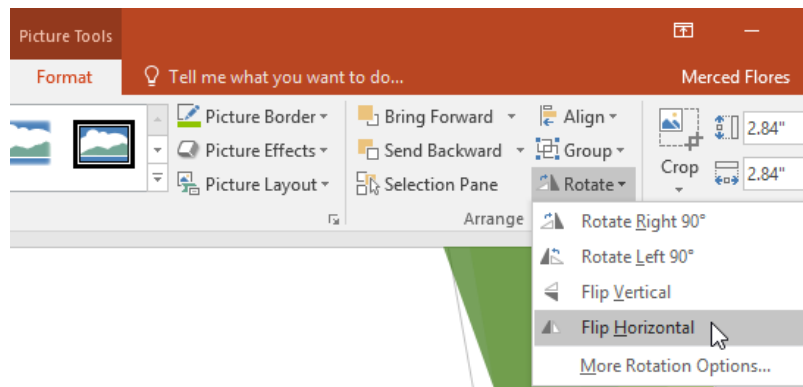 Picture Tools
Format
Tell me what you want to do...
Merced Flores
Picture Border
Bring Forward
Align
2.84"
Picture Effects
Send Backward
Group
Crop
2.84"
Picture Layout
Selection Pane
Rotate
Arrange
Rotate Right 90°
Rotate Left 90°
Flip Vertical
Flip Horizontal
More Rotation Options...